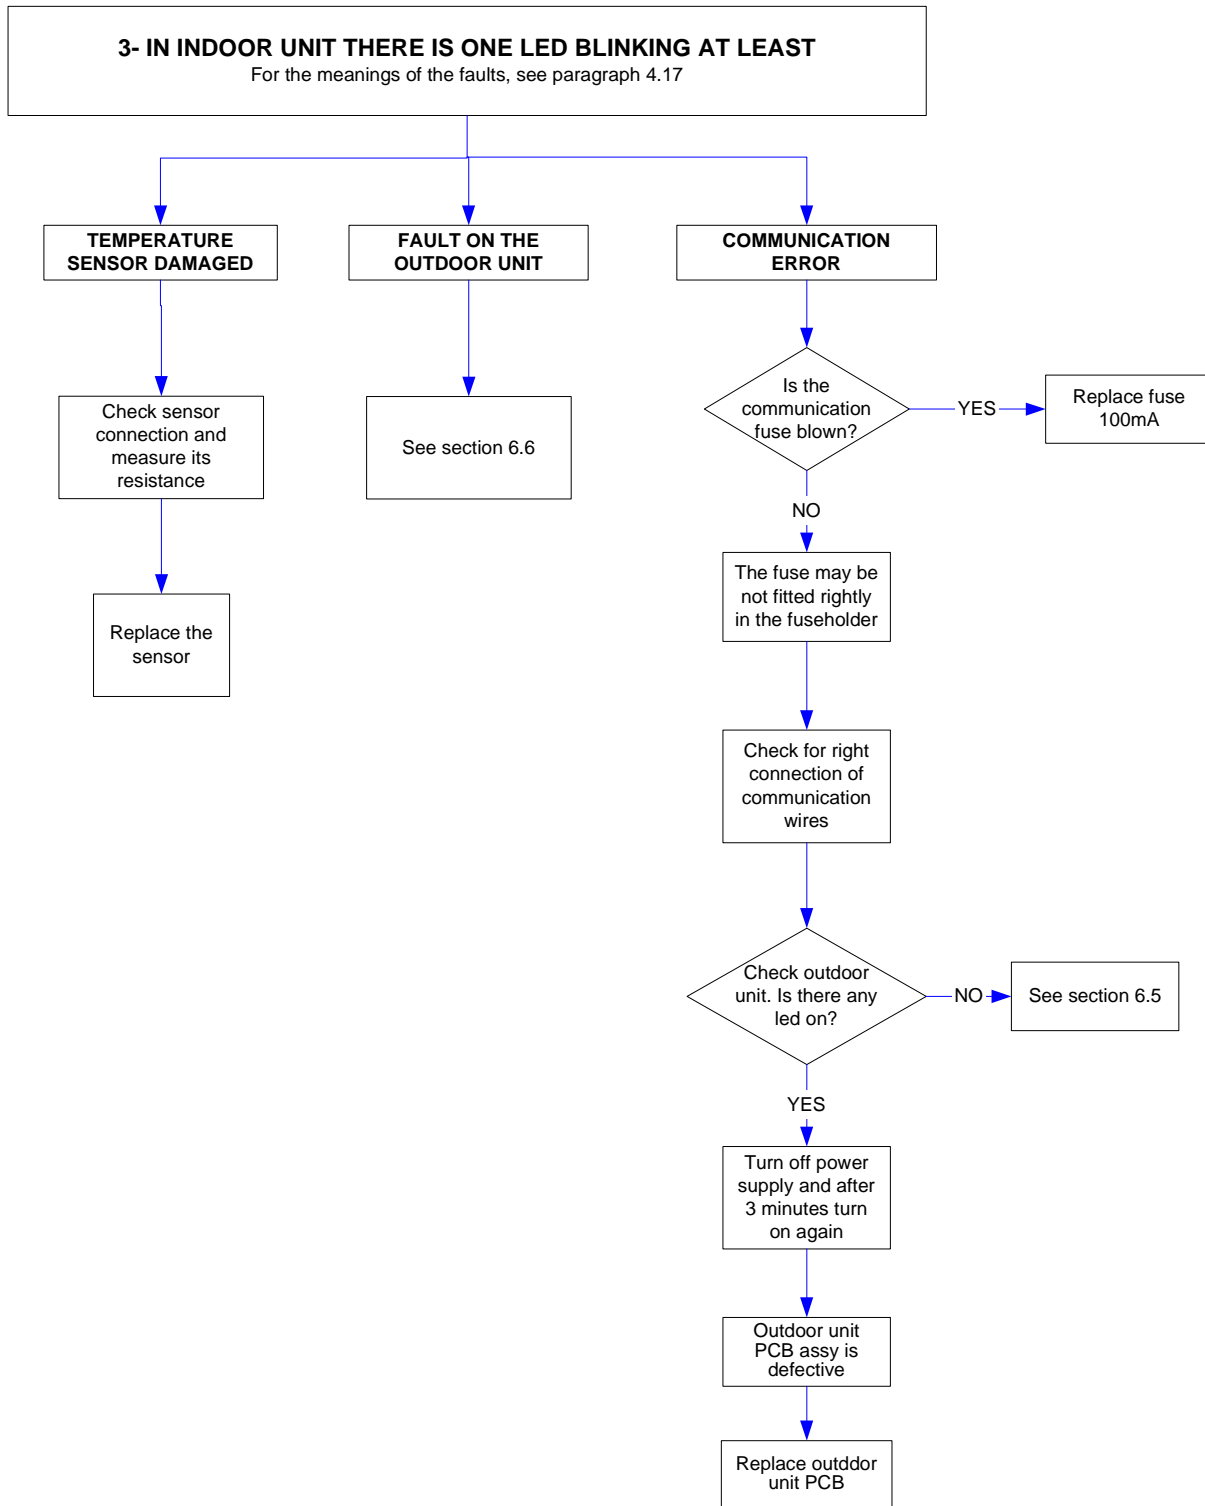 3- IN INDOOR UNIT THERE IS ONE LED BLINKING AT LEAST
For the meanings of the faults, see paragraph 4.17
TEMPERATURE
SENSOR DAMAGED
FAULT ON THE
OUTDOOR UNIT
COMMUNICATION
ERROR
Check sensor
connection and
measure its
resistance
Replace the
sensor
See section 6.6
Is the
communication
fuse blown?
YES
Replace fuse
100mA
NO
The fuse may be
not fitted rightly
in the fuseholder
Check for right
connection of
communication
wires
Check outdoor
unit. Is there any
led on?
NO
See section 6.5
YES
Turn off power
supply and after
3 minutes turn
on again
Outdoor unit
PCB assy is
defective
Replace outddor
unit PCB